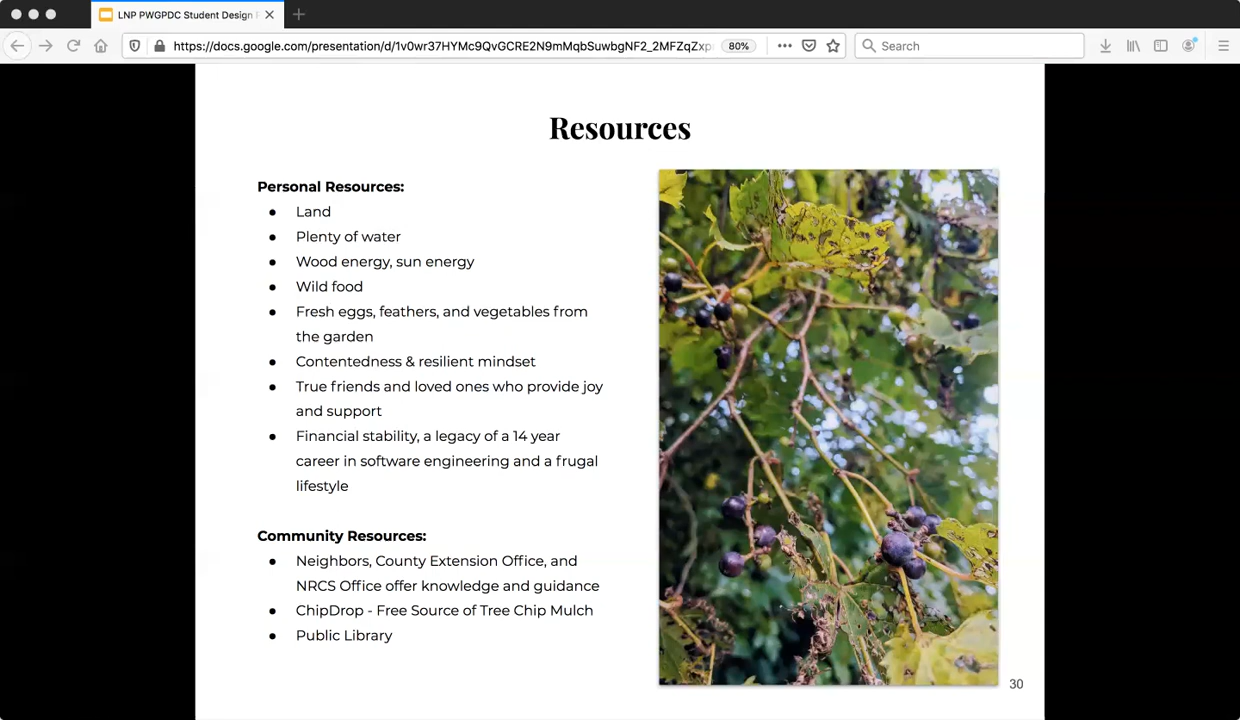 LNP PWGPDC Student Design
https://docs.google.com/presentation/d/1v0wr37HYMc9QvGCRE2N9mMqbSuwbgNF2_2MFZqZxp
80%
Search
Resources
Personal Resources:
● Land
● Plenty of water
● Wood energy, sun energy
● Wild food
● Fresh eggs, feathers, and vegetables from
the garden
● Contentedness & resilient mindset
● True friends and loved ones who provide joy
and support
● Financial stability, a legacy of a 14 year
career in software engineering and a frugal
lifestyle
Community Resources:
● Neighbors, County Extension Office, and
NRCS Office offer knowledge and guidance
● ChipDrop - Free Source of Tree Chip Mulch
● Public Library
30